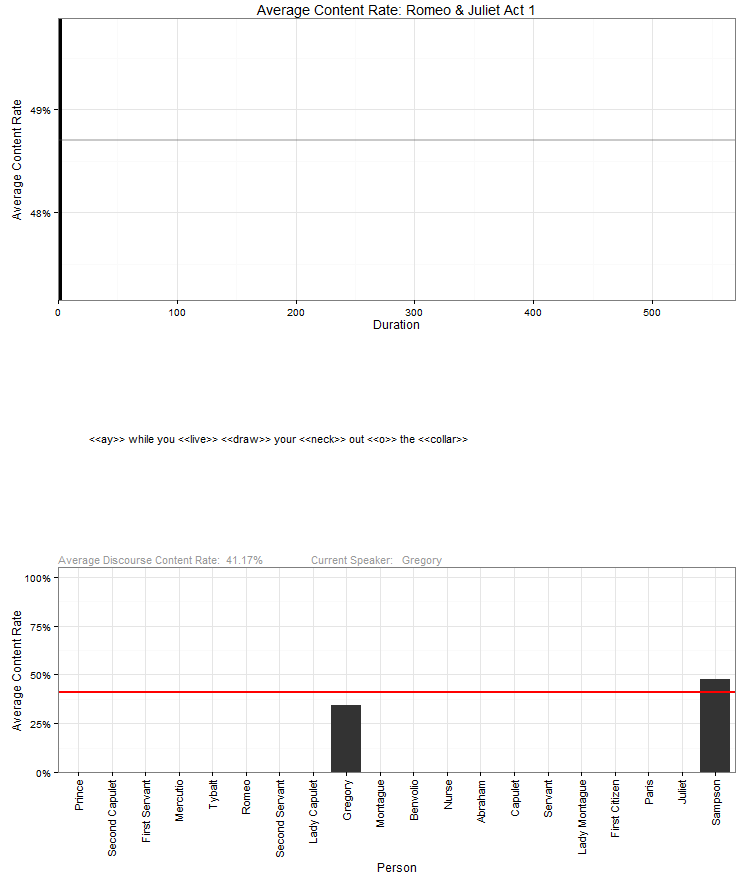 Average Content Rate: Romeo & Juliet Act 1
Average Content Rate
49%
48%
0 100 200 300 400 500
Duration
<<ay>> while you <<live>> <<draw>> your <<neck>> out <<o>> the <<collar>>
Average Discourse Content Rate: 41.17% Current Speaker: Gregory
Average Content Rate
100%
75%
50%
25%
0%
Prince
Second Capulet
First Servant
Mercutio
Tybalt
Romeo
Second Servant
Lady Capulet
Gregory
Montague
Benvolio
Nurse
Abraham
Capulet
Servant
Lady Montague
First Citizen
Paris
Juliet
Sampson
Person